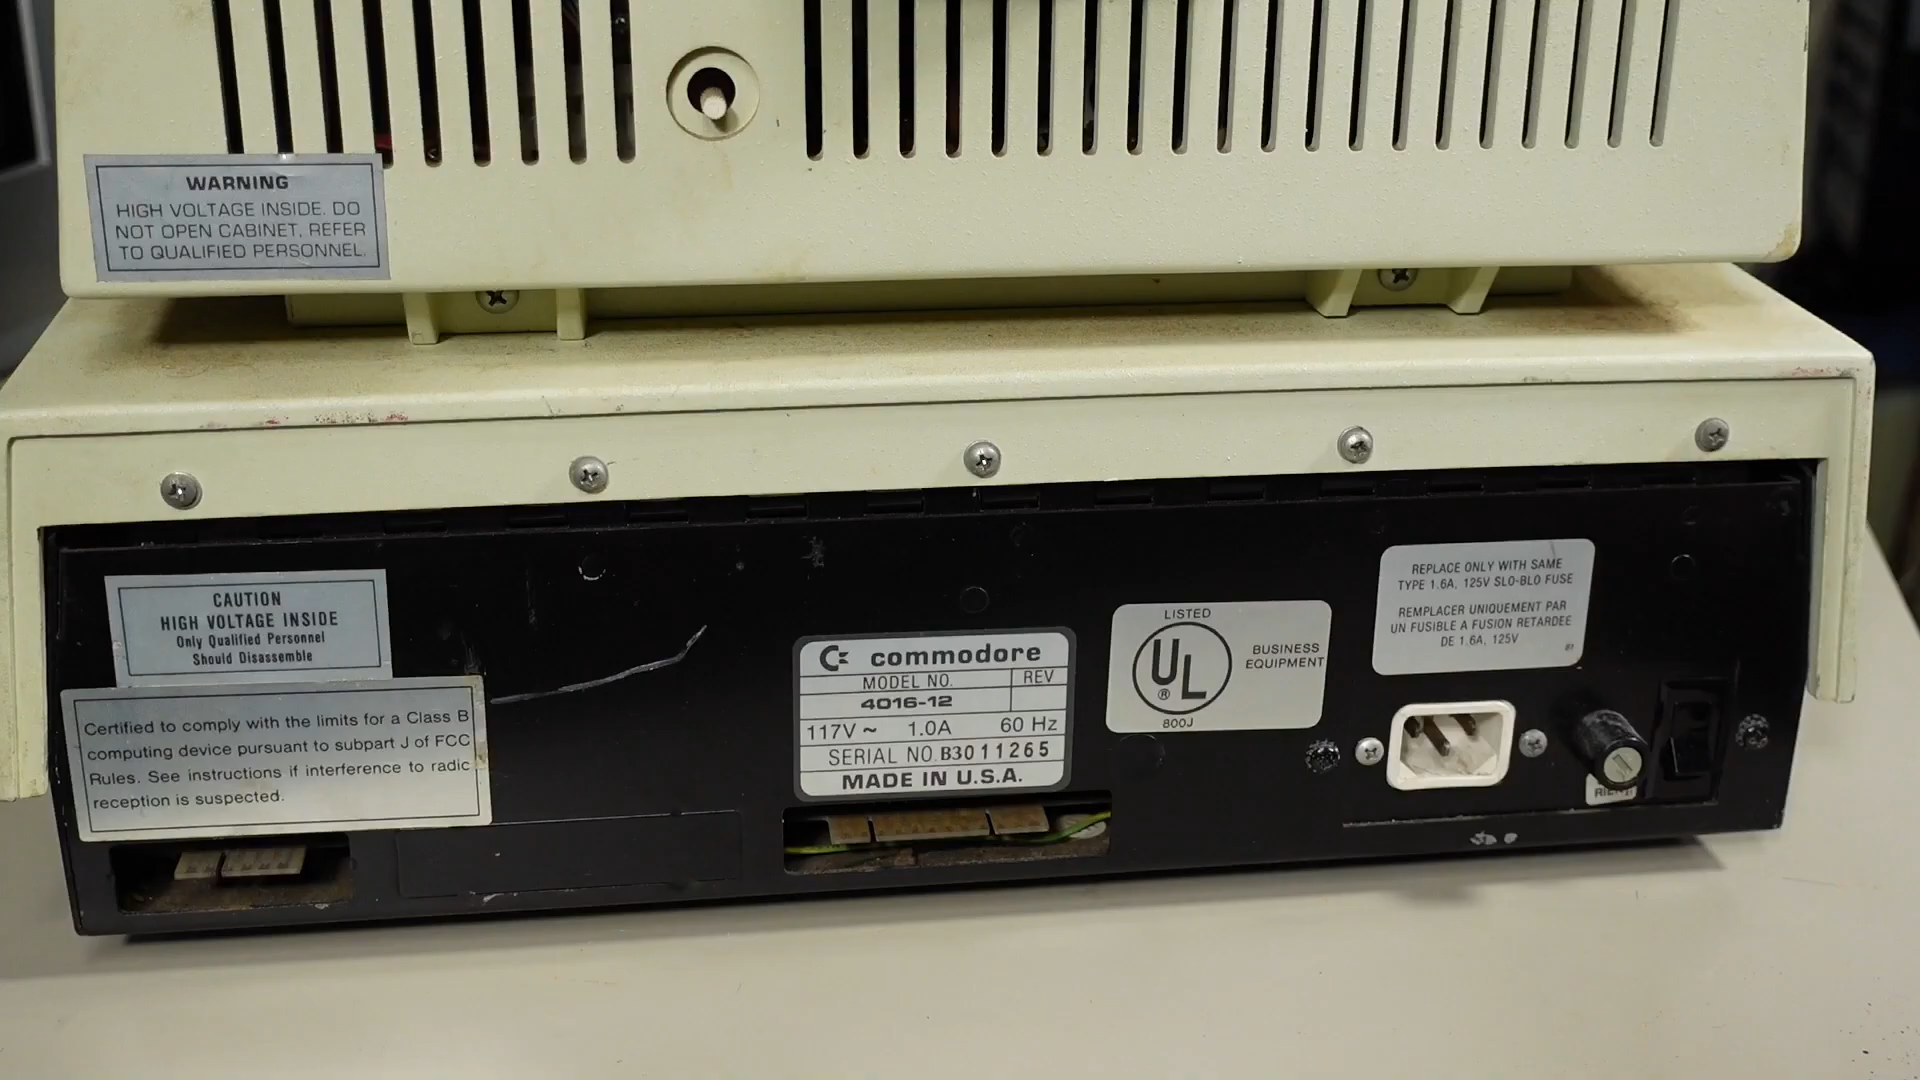 WARNING
HIGH VOLTAGE INSIDE. DO
NOT OPEN CABINET, REFER
TO QUALIFIED PERSONNEL.
CAUTION
HIGH VOLTAGE INSIDE
Only Qualified Personnel
Should Disassemble
Certified to comply with the limits for a Class B
computing device pursuant to subpart J of FCC
Rules. See instructions if interference to radio
reception is suspected.
commodore
MODEL NO. REV
4016-12
117V ~ 1.0A 60 Hz
SERIAL NO. B3011265
MADE IN U.S.A.
LISTED
UL
®
BUSINESS
EQUIPMENT
800J
REPLACE ONLY WITH SAME
TYPE 1.6A, 125V SLO-BLO FUSE
REMPLACER UNIQUEMENT PAR
UN FUSIBLE A FUSION RETARDEE
DE 1.6A, 125V